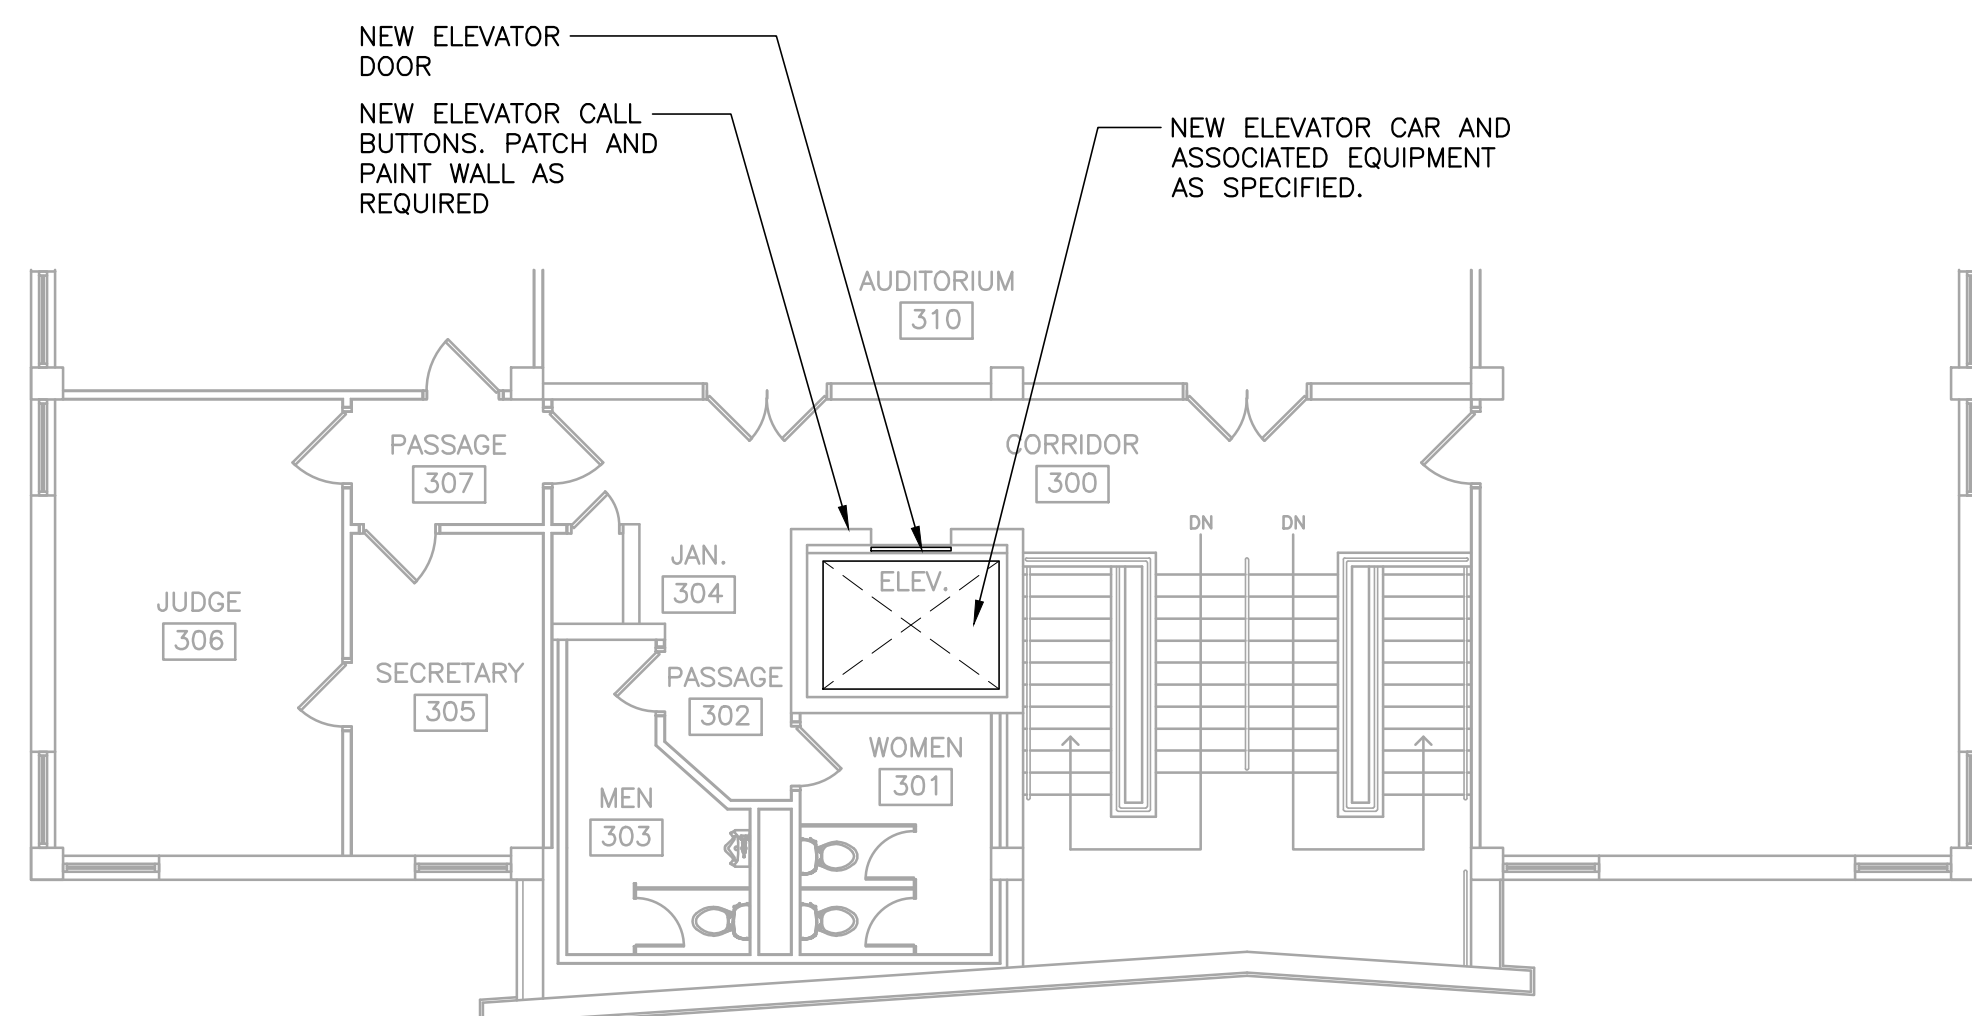 NEW ELEVATOR
DOOR
NEW ELEVATOR CALL
BUTTONS. PATCH AND
PAINT WALL AS
REQUIRED
NEW ELEVATOR CAR AND
ASSOCIATED EQUIPMENT
AS SPECIFIED.
AUDITORIUM
310
PASSAGE
307
CORRIDOR
300
DN
DN
JAN.
304
ELEV.
JUDGE
306
SECRETARY
305
PASSAGE
302
WOMEN
301
MEN
303